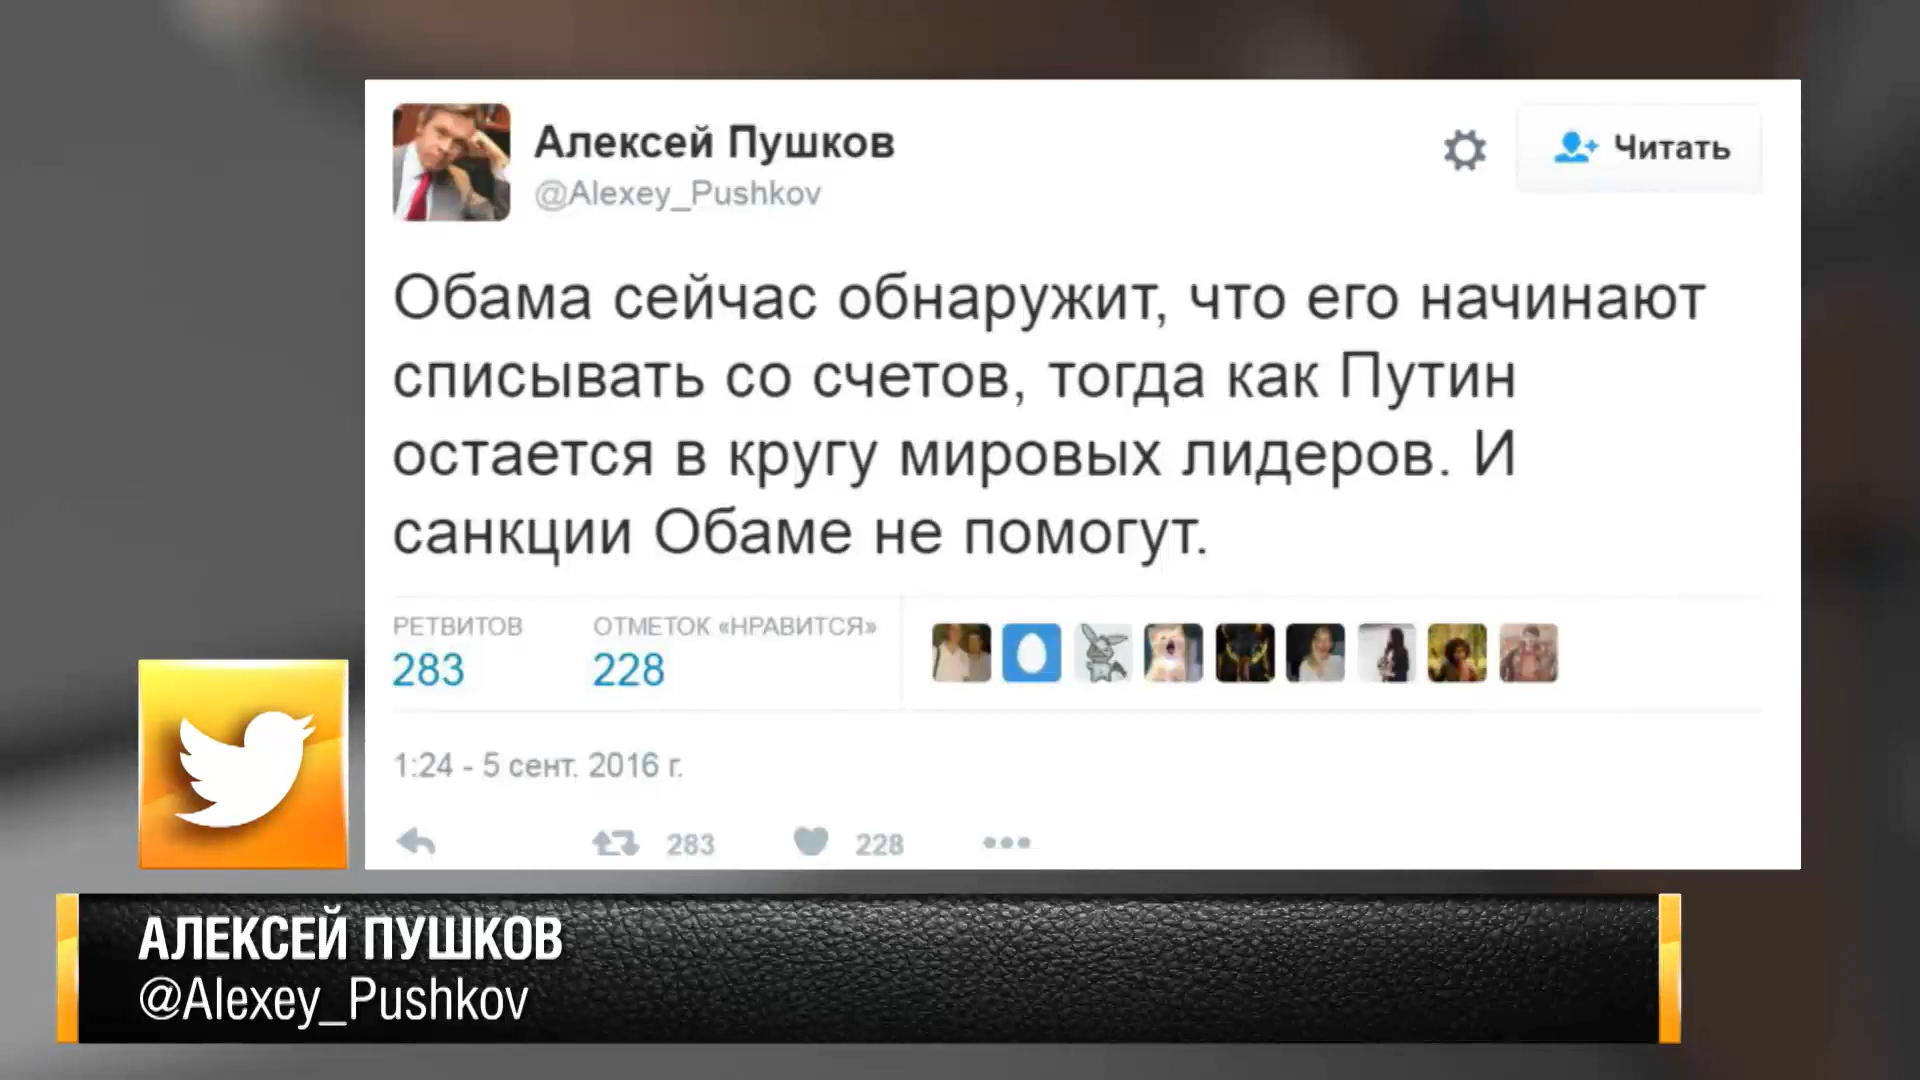 Алексей Пушков
@Alexey_Pushkov
Читать
Обама сейчас обнаружит, что его начинают
списывать со счетов, тогда как Путин
остается в кругу мировых лидеров. И
санкции Обаме не помогут.
РЕТВИТОВ ОТМЕТОК «НРАВИТСЯ»
283 228
1:24 - 5 сент. 2016 г.
283 228
АЛЕКСЕЙ ПУШКОВ
@Alexey_Pushkov